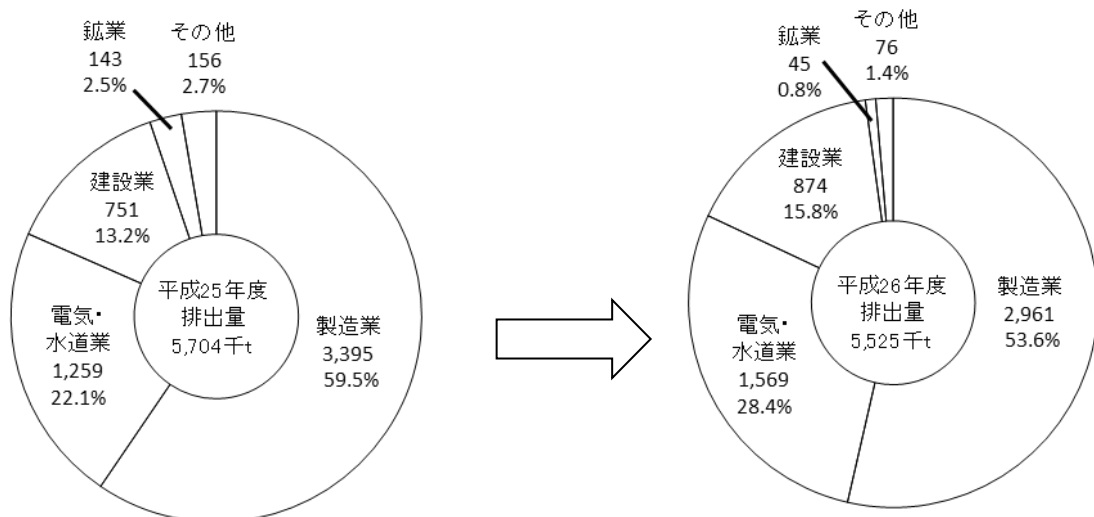 鉱業
143
2.5%
その他
156
2.7%
建設業
751
13.2%
電気・
水道業
1,259
22.1%
平成25年度
排出量
5,704千t
製造業
3,395
59.5%
鉱業
45
0.8%
その他
76
1.4%
建設業
874
15.8%
電気・
水道業
1,569
28.4%
平成26年度
排出量
5,525千t
製造業
2,961
53.6%